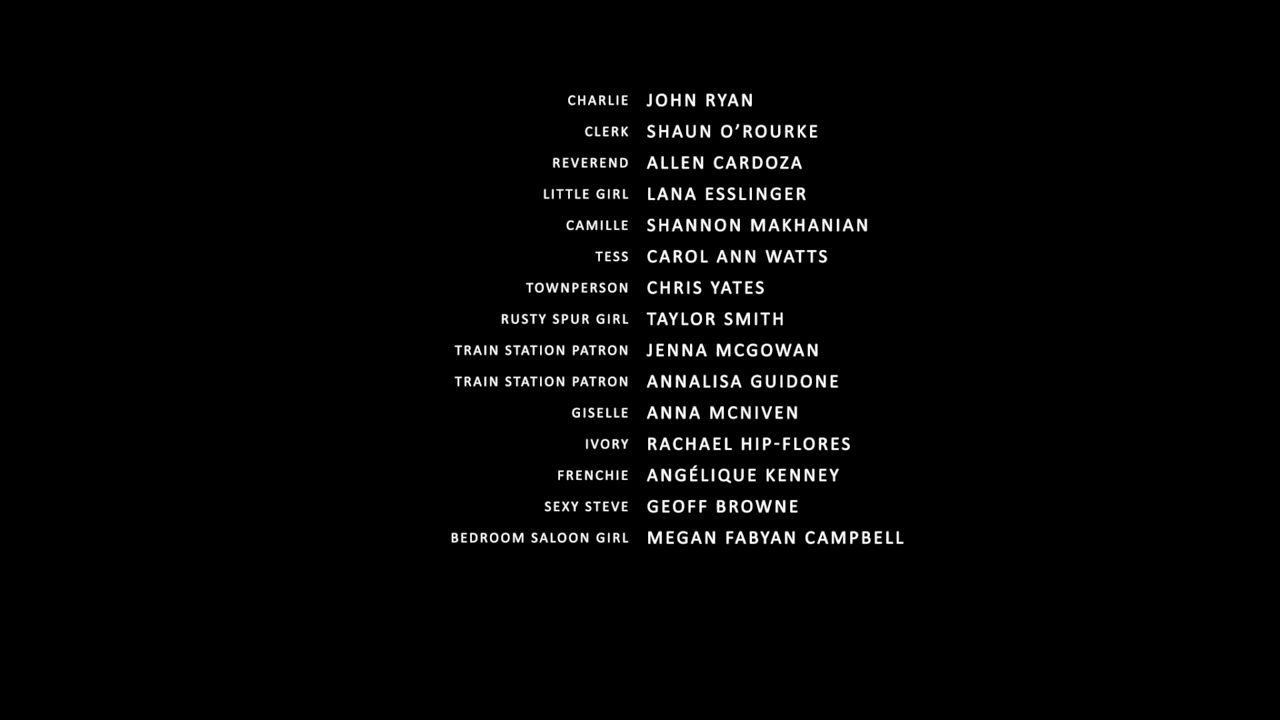 CHARLIE JOHN RYAN
CLERK SHAUN O’ROURKE
REVEREND ALLEN CARDOZA
LITTLE GIRL LANA ESSLINGER
CAMILLE SHANNON MAKHANIAN
TESS CAROL ANN WATTS
TOWNPERSON CHRIS YATES
RUSTY SPUR GIRL TAYLOR SMITH
TRAIN STATION PATRON JENNA MCGOWAN
TRAIN STATION PATRON ANNALISA GUIDONE
GISELLE ANNA MCNIVEN
IVORY RACHAEL HIP-FLORES
FRENCHIE ANGÉLIQUE KENNEY
SEXY STEVE GEOFF BROWNE
BEDROOM SALOON GIRL MEGAN FABYAN CAMPBELL